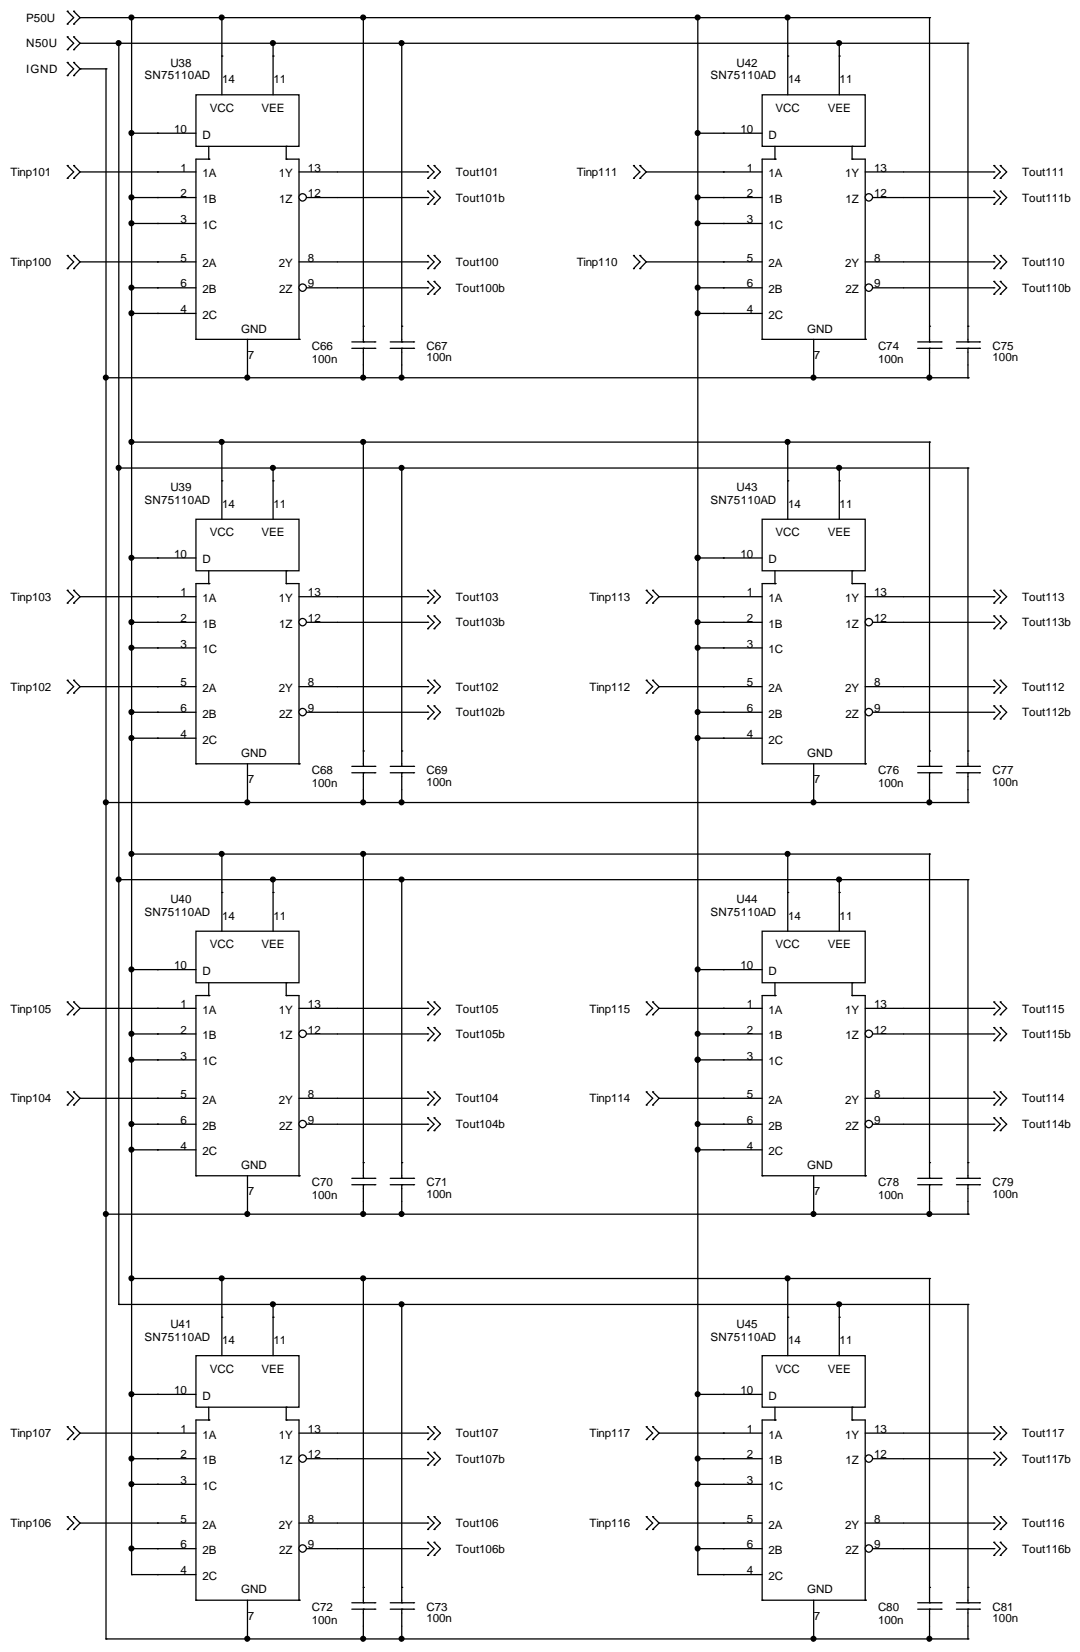 P50U
N50U
IGND
U38
SN75110AD
14
11
VCC VEE
10 D
Tinp101 1 1A 1Y 13 Tout101
2 1B 1Z 12 Tout101b
3 1C
Tinp100 5 2A 2Y 8 Tout100
6 2B 2Z 9 Tout100b
4 2C
GND
7
C66
100n
C67
100n
U42
SN75110AD
14
11
VCC VEE
10 D
Tinp111 1 1A 1Y 13 Tout111
2 1B 1Z 12 Tout111b
3 1C
Tinp110 5 2A 2Y 8 Tout110
6 2B 2Z 9 Tout110b
4 2C
GND
7
C74
100n
C75
100n
U39
SN75110AD
14
11
VCC VEE
10 D
Tinp103 1 1A 1Y 13 Tout103
2 1B 1Z 12 Tout103b
3 1C
Tinp102 5 2A 2Y 8 Tout102
6 2B 2Z 9 Tout102b
4 2C
GND
7
C68
100n
C69
100n
U43
SN75110AD
14
11
VCC VEE
10 D
Tinp113 1 1A 1Y 13 Tout113
2 1B 1Z 12 Tout113b
3 1C
Tinp112 5 2A 2Y 8 Tout112
6 2B 2Z 9 Tout112b
4 2C
GND
7
C76
100n
C77
100n
U40
SN75110AD
14
11
VCC VEE
10 D
Tinp105 1 1A 1Y 13 Tout105
2 1B 1Z 12 Tout105b
3 1C
Tinp104 5 2A 2Y 8 Tout104
6 2B 2Z 9 Tout104b
4 2C
GND
7
C70
100n
C71
100n
U44
SN75110AD
14
11
VCC VEE
10 D
Tinp115 1 1A 1Y 13 Tout115
2 1B 1Z 12 Tout115b
3 1C
Tinp114 5 2A 2Y 8 Tout114
6 2B 2Z 9 Tout114b
4 2C
GND
7
C78
100n
C79
100n
U41
SN75110AD
14
11
VCC VEE
10 D
Tinp107 1 1A 1Y 13 Tout107
2 1B 1Z 12 Tout107b
3 1C
Tinp106 5 2A 2Y 8 Tout106
6 2B 2Z 9 Tout106b
4 2C
GND
7
C72
100n
C73
100n
U45
SN75110AD
14
11
VCC VEE
10 D
Tinp117 1 1A 1Y 13 Tout117
2 1B 1Z 12 Tout117b
3 1C
Tinp116 5 2A 2Y 8 Tout116
6 2B 2Z 9 Tout116b
4 2C
GND
7
C80
100n
C81
100n